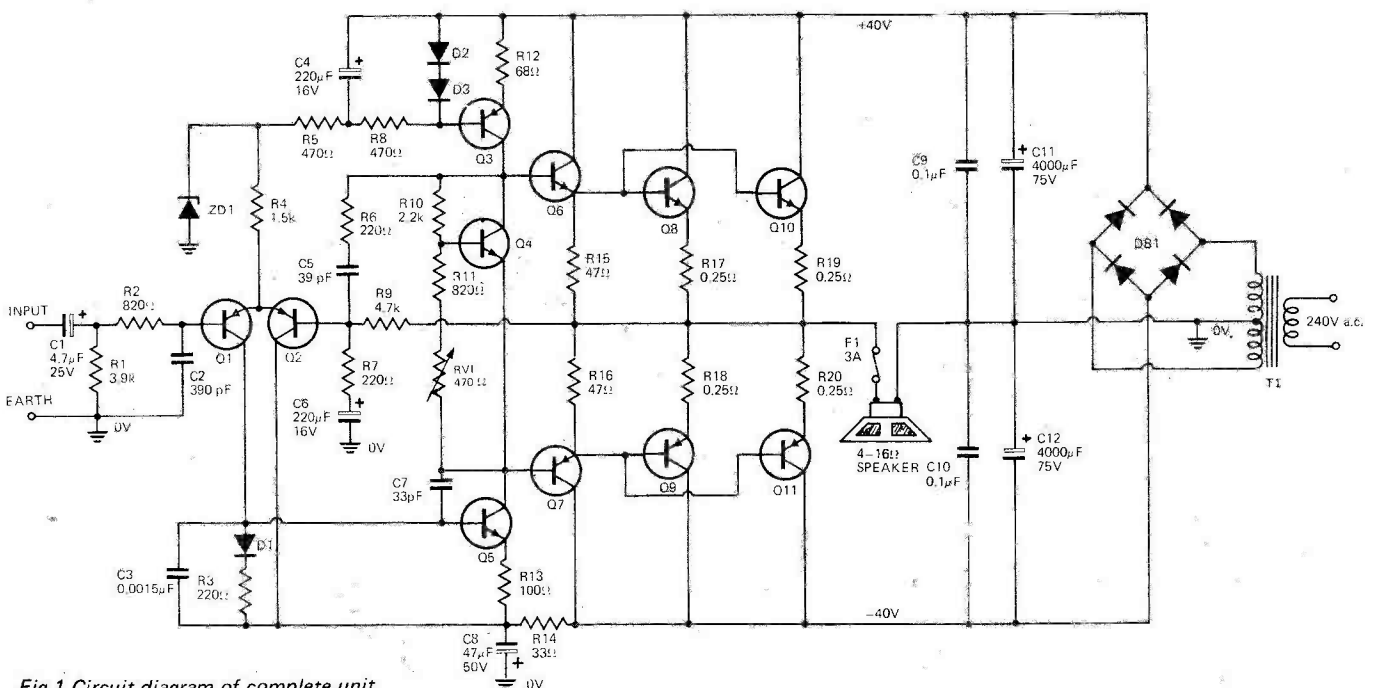 +40V
C4
220µF
16V
D2
D3
R12
68Ω
Q3
R5
470Ω
R8
470Ω
ZD1
R4
1.5k
R6
220Ω
R10
2.2k
Q4
Q6
Q8
Q10
C9
0.1µF
C11
4000µF
75V
DB1
C5
39pF
R11
820Ω
R15
47Ω
R17
0.25Ω
R19
0.25Ω
INPUT
R2
820Ω
C1
4.7µF
25V
R1
3.9k
Q1
Q2
C2
390pF
R9
4.7k
R7
220Ω
C6
220µF
16V
0V
RV1
470Ω
R16
47Ω
R18
0.25Ω
R20
0.25Ω
F1
3A
0V.
240V a.c.
T1
EARTH
0V
4–16Ω
SPEAKER
C10
0.1µF
C12
4000µF
75V
C7
33pF
Q5
Q7
Q9
Q11
D1
C3
0.0015µF
R3
220Ω
R13
100Ω
R14
33Ω
–40V
C8
47µF
50V
0V
Fig.1 Circuit diagram of complete unit